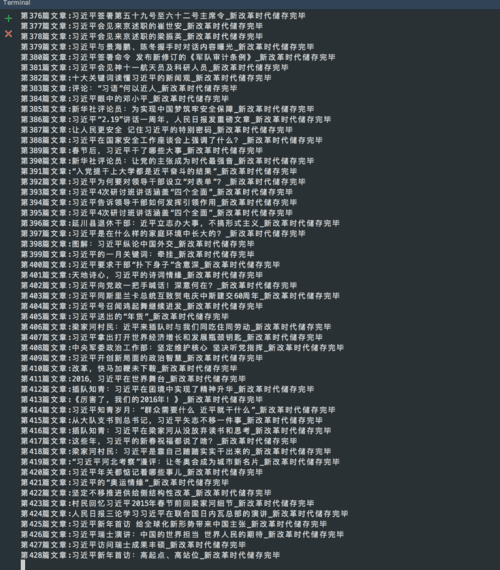 Terminal
第376篇文章:习近平签署第五十九号至六十二号主席令_新改革时代储存完毕
第377篇文章:习近平会见来京述职的崔世安_新改革时代储存完毕
第378篇文章:习近平会见来京述职的梁振英_新改革时代储存完毕
第379篇文章:习近平与景海鹏、陈冬握手时对话内容曝光_新改革时代储存完毕
第380篇文章:习近平签署命令 发布新修订的《军队审计条例》_新改革时代储存完毕
第381篇文章:习近平会见神十一航天员及科研人员_新改革时代储存完毕
第382篇文章:十大关键词读懂习近平的新闻观_新改革时代储存完毕
第383篇文章:评论：“习语”何以近人_新改革时代储存完毕
第384篇文章:习近平眼中的邓小平_新改革时代储存完毕
第385篇文章:新华社评论员：为实现中国梦筑牢安全保障_新改革时代储存完毕
第386篇文章:习近平“2.19”讲话一周年，人民日报发重磅文章_新改革时代储存完毕
第387篇文章:让人民更安全 记住习近平的特别密码_新改革时代储存完毕
第388篇文章:习近平在国家安全工作座谈会上强调了什么？_新改革时代储存完毕
第389篇文章:春节后，习近平干了哪些大事_新改革时代储存完毕
第390篇文章:新华社评论员：让党的主张成为时代最强音_新改革时代储存完毕
第391篇文章:“入党提干上大学都是近平奋斗的结果”_新改革时代储存完毕
第392篇文章:习近平为何要对领导干部设立“对表单”？_新改革时代储存完毕
第393篇文章:习近平4次研讨班讲话涵盖“四个全面”_新改革时代储存完毕
第394篇文章:习近平告诉领导干部如何发挥引领作用_新改革时代储存完毕
第395篇文章:习近平4次研讨班讲话涵盖“四个全面”_新改革时代储存完毕
第396篇文章:延川县退休干部：近平立志办大事，不搞形式主义_新改革时代储存完毕
第397篇文章:习近平是在什么样的家庭环境中长大的？_新改革时代储存完毕
第398篇文章:图解：习近平纵论中国外交_新改革时代储存完毕
第399篇文章:习近平的一月关键词：牵挂_新改革时代储存完毕
第400篇文章:习近平要求干部“扑下身子”含意深_新改革时代储存完毕
第401篇文章:天地诗心，习近平的诗词情缘_新改革时代储存完毕
第402篇文章:习近平向党政一把手喊话！深意何在？_新改革时代储存完毕
第403篇文章:习近平同斯里兰卡总统互致贺电庆中斯建交60周年_新改革时代储存完毕
第404篇文章:习近平号召闻鸡起舞继续进发_新改革时代储存完毕
第405篇文章:习近平送出的“年货”_新改革时代储存完毕
第406篇文章:梁家河村民：近平来插队时与我们同吃住同劳动_新改革时代储存完毕
第407篇文章:习近平拿出打开世界经济增长和发展瓶颈钥匙_新改革时代储存完毕
第408篇文章:中央军委政治工作部：坚定维护核心 坚决听党指挥_新改革时代储存完毕
第409篇文章:习近平开创新局面的政治智慧_新改革时代储存完毕
第410篇文章:改革，快马加鞭未下鞍_新改革时代储存完毕
第411篇文章:2016，习近平在世界舞台_新改革时代储存完毕
第412篇文章:插队知青：习近平在困境中实现了精神升华_新改革时代储存完毕
第413篇文章:《厉害了，我们的2016年！》_新改革时代储存完毕
第414篇文章:习近平知青岁月：“群众需要什么 近平就干什么”_新改革时代储存完毕
第415篇文章:从大队支书到总书记，习近平矢志不移一件事_新改革时代储存完毕
第416篇文章:插队知青：习近平在梁家河从没放弃读书和思考_新改革时代储存完毕
第417篇文章:这些年，习近平的新春祝福都说了啥？_新改革时代储存完毕
第418篇文章:梁家河村民：习近平是靠自己踏踏实实干出来的_新改革时代储存完毕
第419篇文章:“习近平河北考察”漫评：让冬奥会成为城市新名片_新改革时代储存完毕
第420篇文章:习近平年关都惦记着哪些事儿_新改革时代储存完毕
第421篇文章:习近平的“奥运情缘”_新改革时代储存完毕
第422篇文章:坚定不移推进供给侧结构性改革_新改革时代储存完毕
第423篇文章:村民回忆习近平2015年春节前回梁家河细节_新改革时代储存完毕
第424篇文章:人民日报三论学习习近平在联合国日内瓦总部的演讲_新改革时代储存完毕
第425篇文章:习近平新年首访 给全球化新形势带来中国主张_新改革时代储存完毕
第426篇文章:习近平瑞士演讲：中国的世界担当 世界人民的期待_新改革时代储存完毕
第427篇文章:习近平访问瑞士成果丰硕_新改革时代储存完毕
第428篇文章:习近平新年首访：高起点、高站位_新改革时代储存完毕